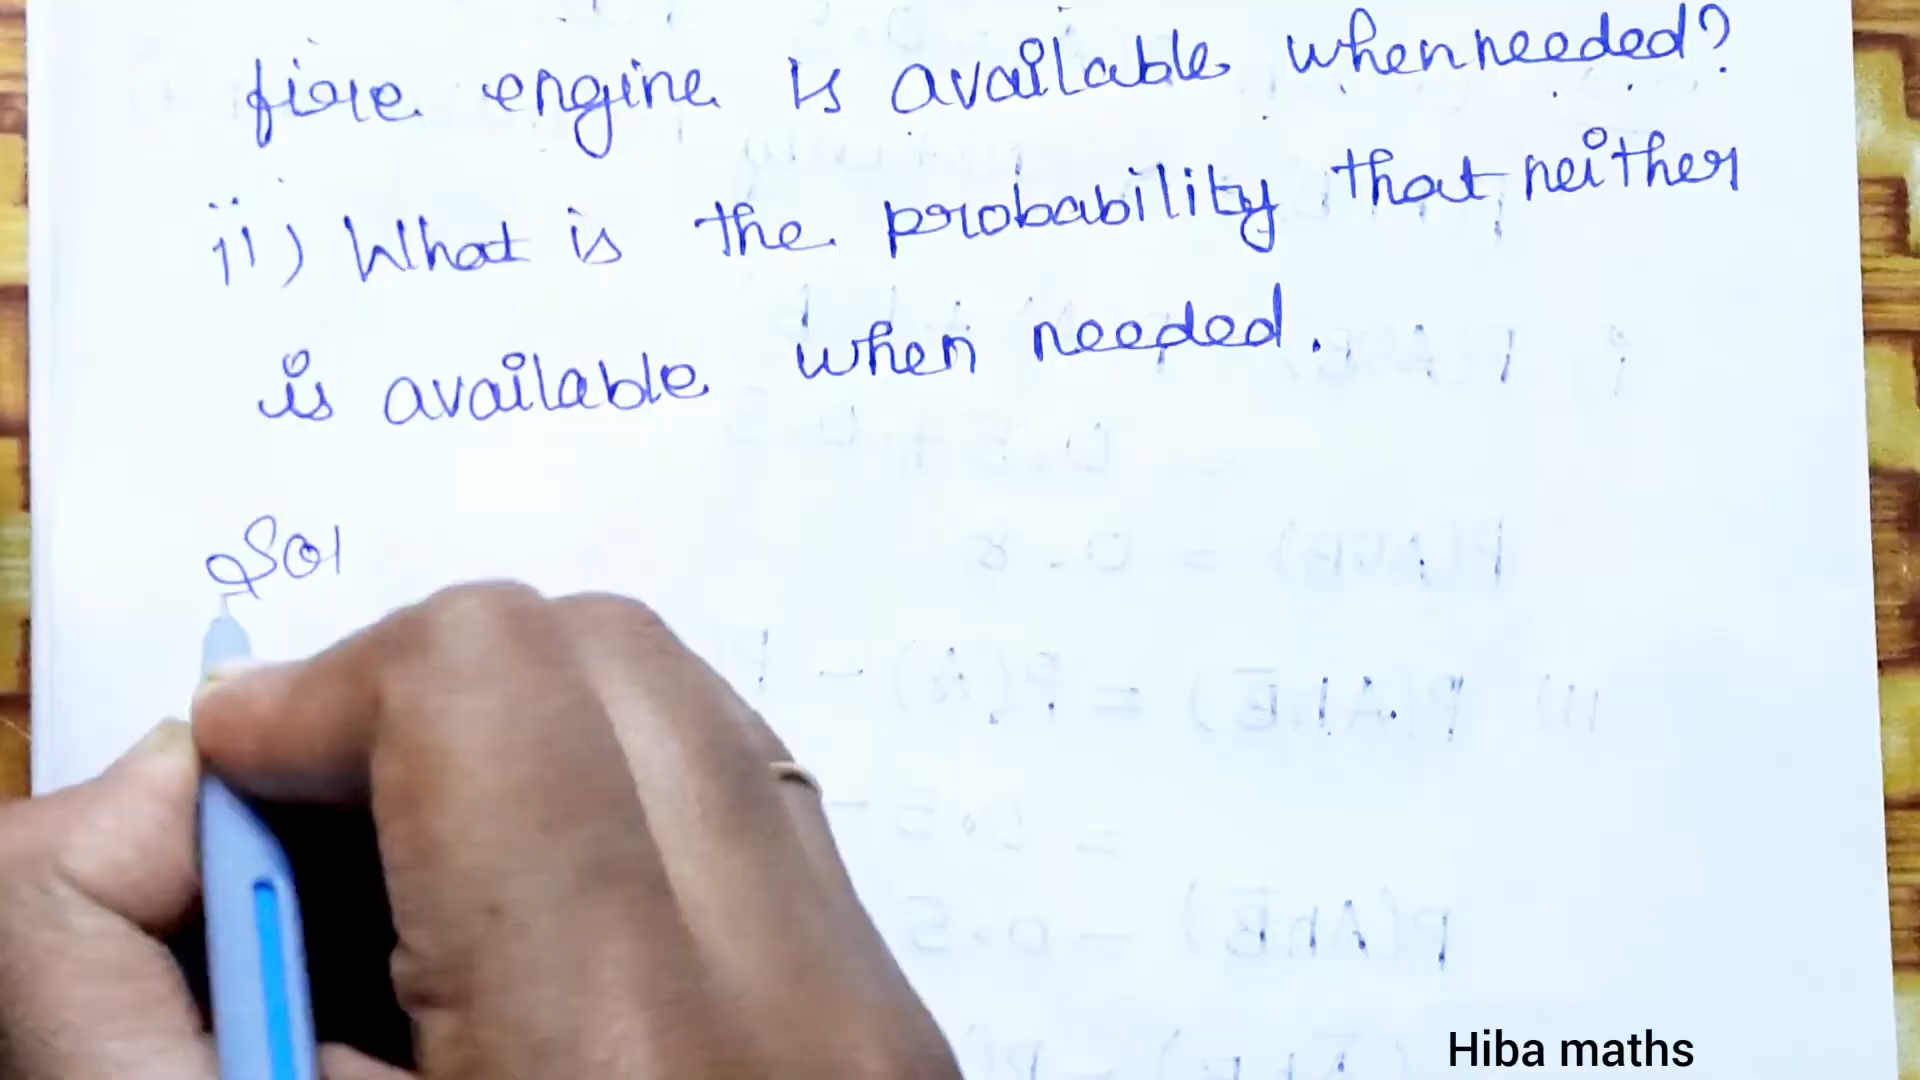 fire engine is available when needed?
ii) What is the probability that neither
is available when needed.
Sol
Hiba maths